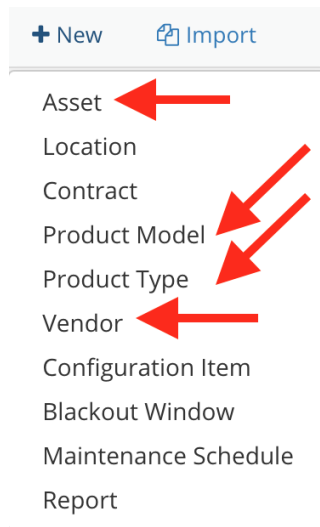 + New Import
Asset
Location
Contract
Product Model
Product Type
Vendor
Configuration Item
Blackout Window
Maintenance Schedule
Report